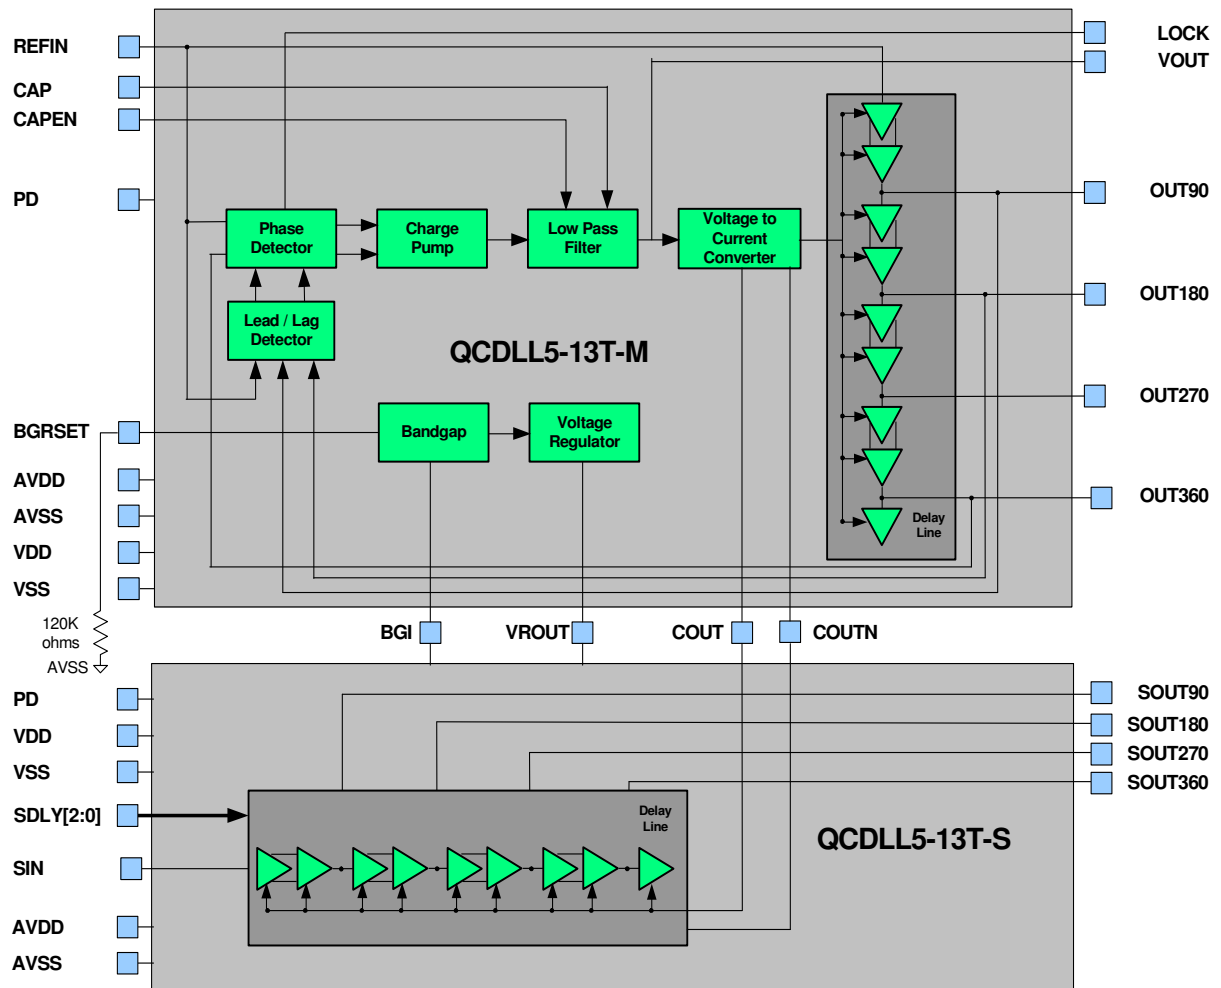 REFIN
LOCK
VOUT
CAP
CAPEN
PD
OUT90
Phase
Detector
Charge
Pump
Low Pass
Filter
Voltage to
Current
Converter
OUT180
Lead / Lag
Detector
QCDLL5-13T-M
OUT270
BGRSET
Bandgap
Voltage
Regulator
AVDD
OUT360
AVSS
Delay
Line
VDD
VSS
120K
ohms
AVSS
BGI
VROUT
COUT
COUTN
PD
SOUT90
VDD
SOUT180
VSS
SOUT270
SOUT360
SDLY[2:0]
Delay
Line
QCDLL5-13T-S
SIN
AVDD
AVSS